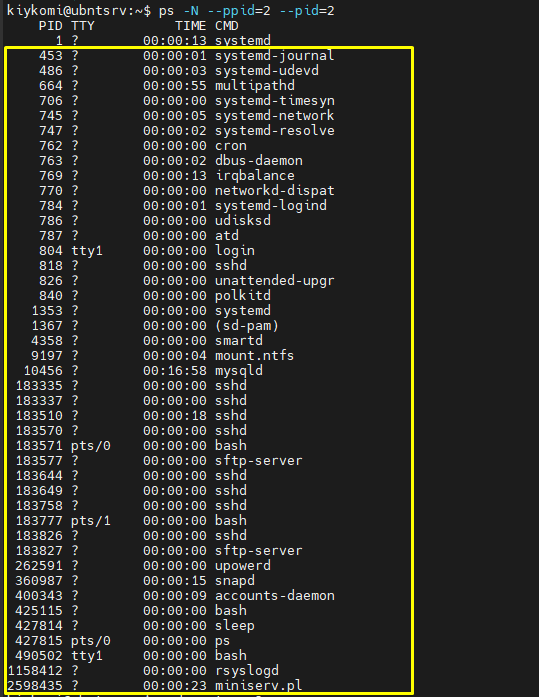 kiykomi@ubntsrv:~$ ps -N --ppid=2 --pid=2
PID TTY TIME CMD
1 ? 00:00:13 systemd
453 ? 00:00:01 systemd-journal
486 ? 00:00:03 systemd-udevd
664 ? 00:00:55 multipathd
706 ? 00:00:00 systemd-timesyn
745 ? 00:00:05 systemd-network
747 ? 00:00:02 systemd-resolve
762 ? 00:00:00 cron
763 ? 00:00:02 dbus-daemon
769 ? 00:00:13 irqbalance
770 ? 00:00:00 networkd-dispat
784 ? 00:00:01 systemd-logind
786 ? 00:00:00 udisksd
787 ? 00:00:00 atd
804 tty1 00:00:00 login
818 ? 00:00:00 sshd
826 ? 00:00:00 unattended-upgr
840 ? 00:00:00 polkitd
1353 ? 00:00:00 systemd
1367 ? 00:00:00 (sd-pam)
4358 ? 00:00:00 smartd
9197 ? 00:00:04 mount.ntfs
10456 ? 00:16:58 mysqld
183335 ? 00:00:00 sshd
183337 ? 00:00:00 sshd
183510 ? 00:00:18 sshd
183570 ? 00:00:00 sshd
183571 pts/0 00:00:00 bash
183577 ? 00:00:00 sftp-server
183644 ? 00:00:00 sshd
183649 ? 00:00:00 sshd
183758 ? 00:00:00 sshd
183777 pts/1 00:00:00 bash
183826 ? 00:00:00 sshd
183827 ? 00:00:00 sftp-server
262591 ? 00:00:00 upowerd
360987 ? 00:00:15 snapd
400343 ? 00:00:09 accounts-daemon
425115 ? 00:00:00 bash
427814 ? 00:00:00 sleep
427815 pts/0 00:00:00 ps
490502 tty1 00:00:00 bash
1158412 ? 00:00:00 rsyslogd
2598435 ? 00:00:23 miniserv.pl